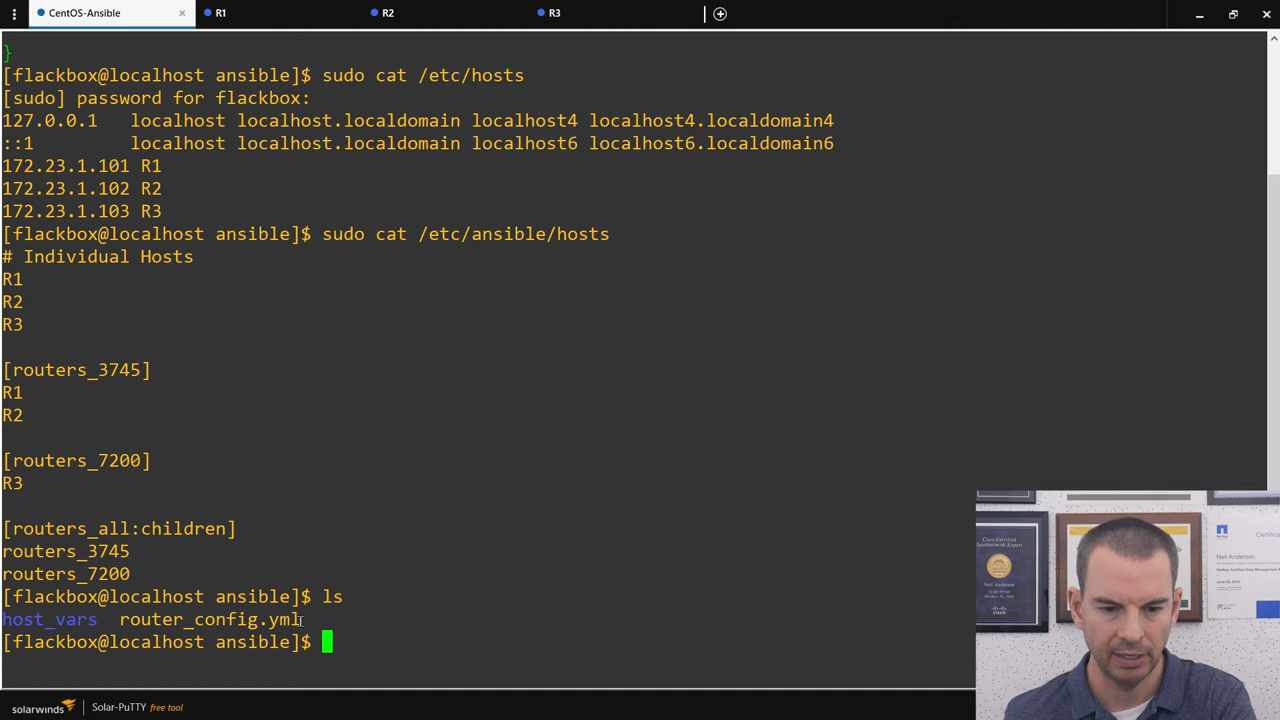 CentOS-Ansible × R1 R2 R3
}
[flackbox@localhost ansible]$ sudo cat /etc/hosts
[sudo] password for flackbox:
127.0.0.1 localhost localhost.localdomain localhost4 localhost4.localdomain4
::1 localhost localhost.localdomain localhost6 localhost6.localdomain6
172.23.1.101 R1
172.23.1.102 R2
172.23.1.103 R3
[flackbox@localhost ansible]$ sudo cat /etc/ansible/hosts
# Individual Hosts
R1
R2
R3
[routers_3745]
R1
R2
[routers_7200]
R3
[routers_all:children]
routers_3745
routers_7200
[flackbox@localhost ansible]$ ls
host_vars router_config.yml
[flackbox@localhost ansible]$
Neil Anderson
solarwinds Solar-PuTTY free tool